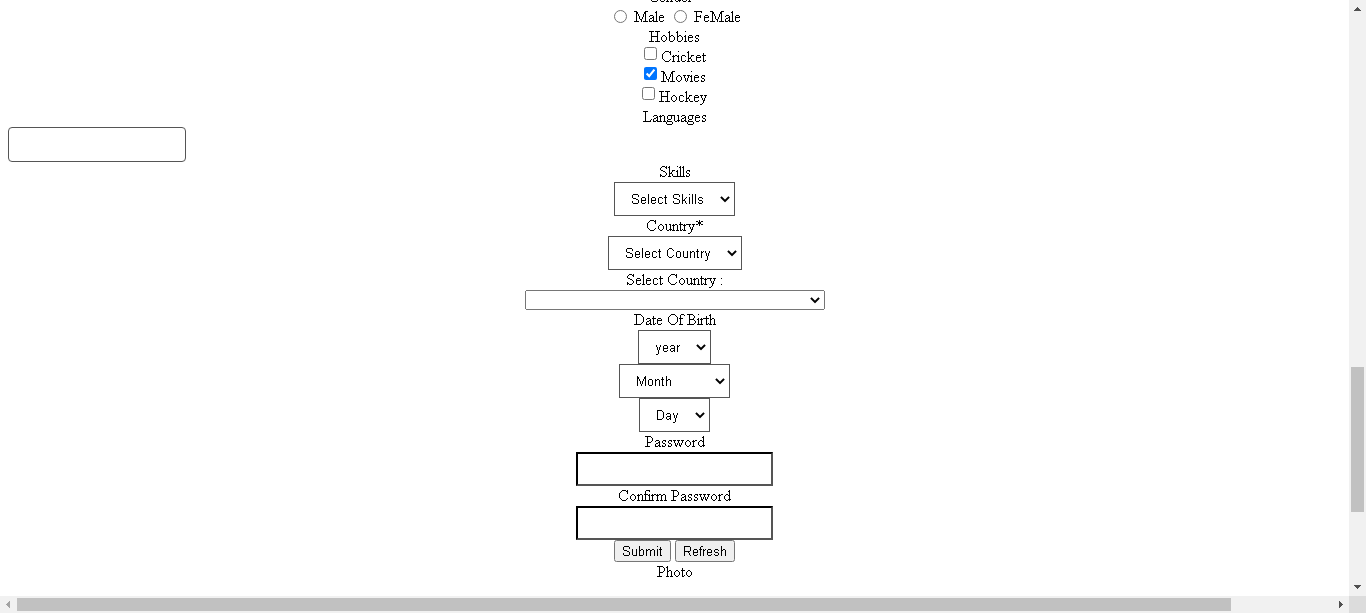 Gender
Male FeMale
Hobbies
Cricket
Movies
Hockey
Languages
Skills
Select Skills
Country*
Select Country
Select Country :
Date Of Birth
year
Month
Day
Password
Confirm Password
Submit Refresh
Photo